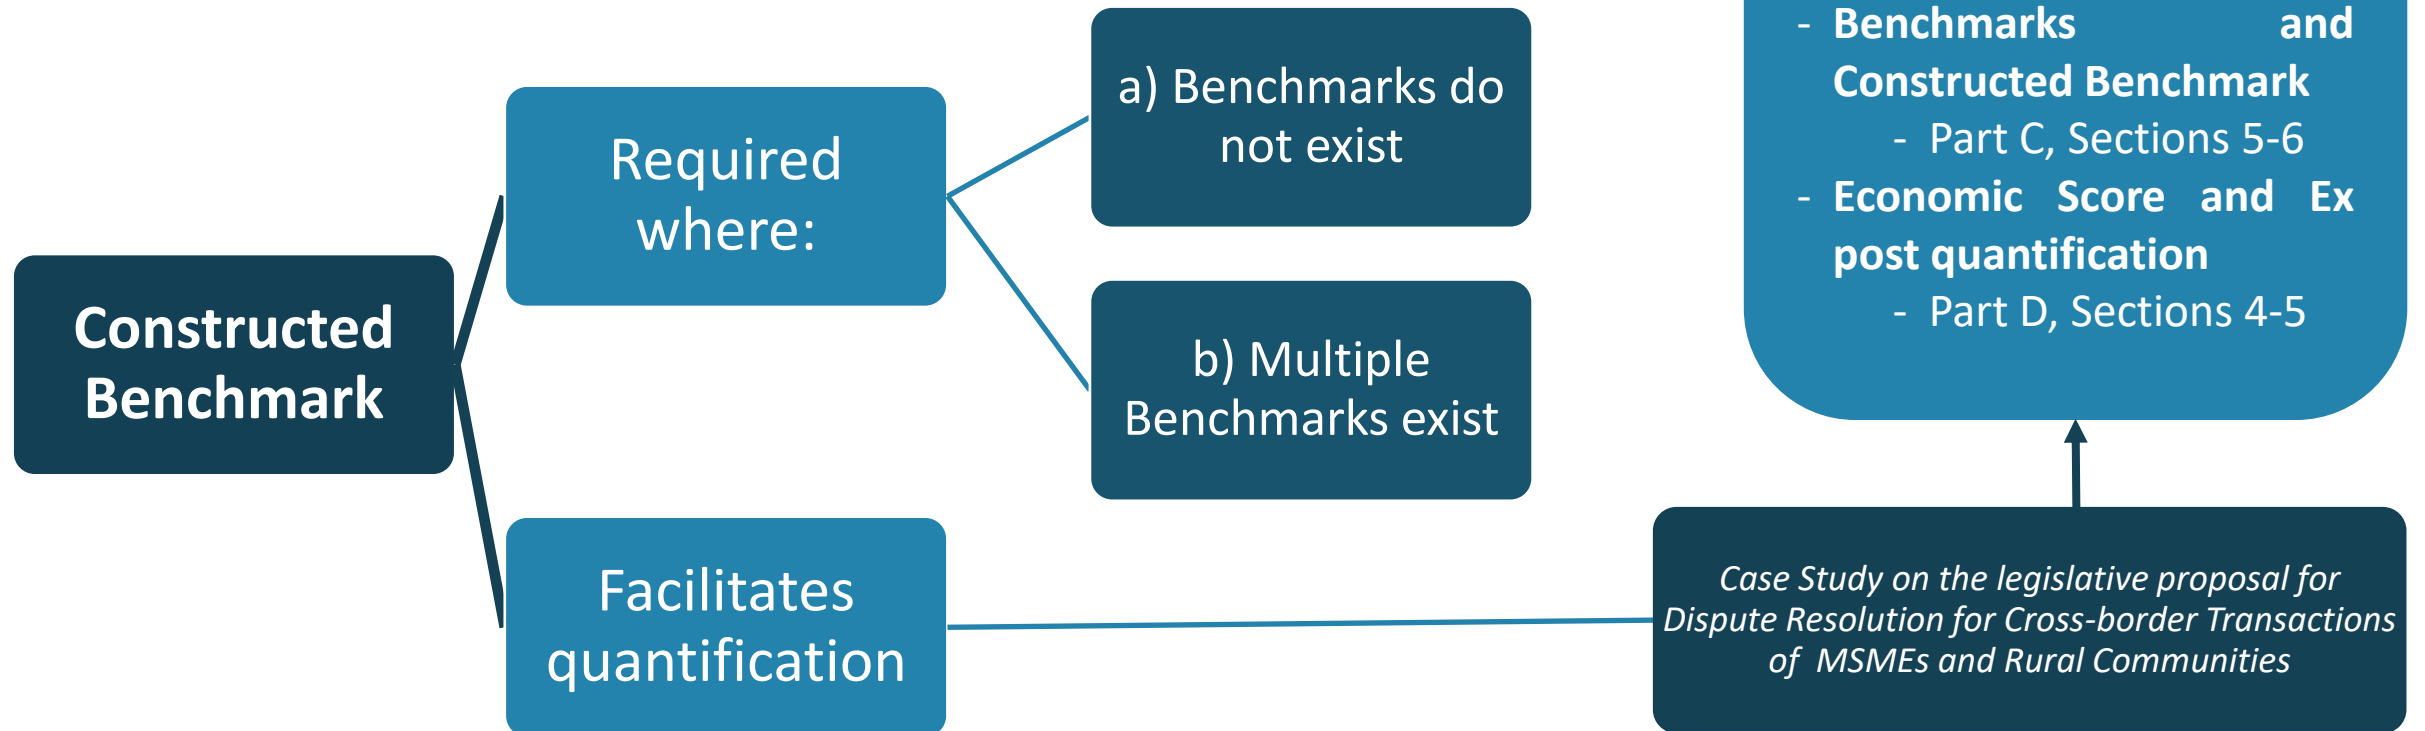 Constructed
Benchmark
Required
where:
a) Benchmarks do
not exist
b) Multiple
Benchmarks exist
Facilitates
quantification
- Benchmarks and
Constructed Benchmark
- Part C, Sections 5-6
- Economic Score and Ex
post quantification
- Part D, Sections 4-5
Case Study on the legislative proposal for
Dispute Resolution for Cross-border Transactions
of MSMEs and Rural Communities